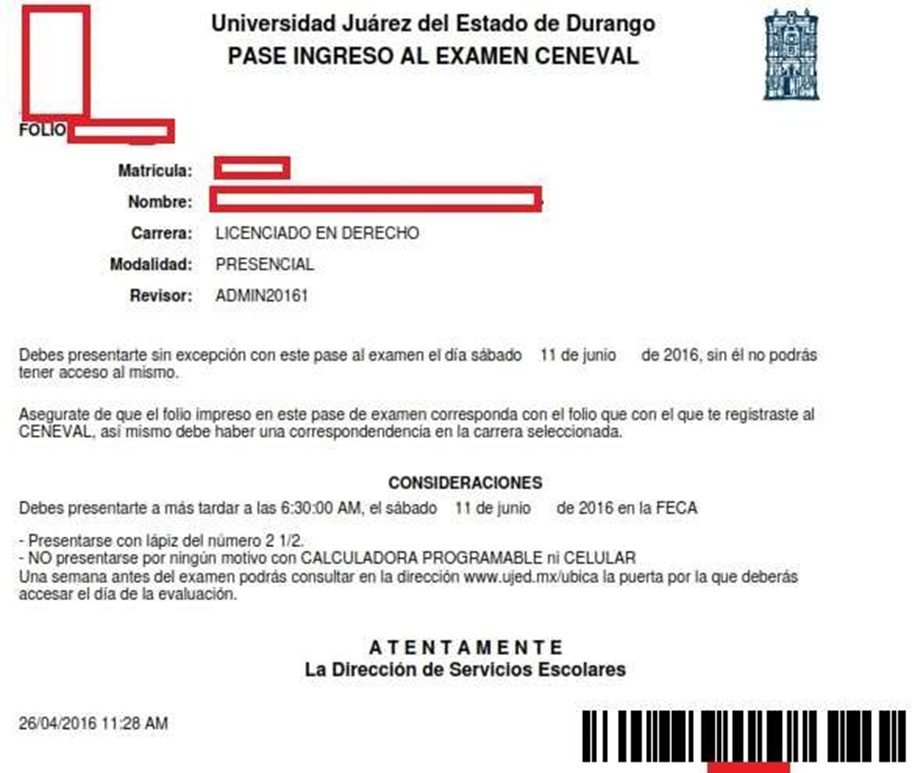 Universidad Juárez del Estado de Durango
PASE INGRESO AL EXAMEN CENEVAL
FOLIO
Matrícula:
Nombre:
Carrera: LICENCIADO EN DERECHO
Modalidad: PRESENCIAL
Revisor: ADMIN20161
Debes presentarte sin excepción con este pase al examen el día sábado 11 de junio de 2016, sin él no podrás
tener acceso al mismo.
Asegurate de que el folio impreso en este pase de examen corresponda con el folio que con el que te registraste al
CENEVAL, así mismo debe haber una correspondendencia en la carrera seleccionada.
CONSIDERACIONES
Debes presentarte a más tardar a las 6:30:00 AM, el sábado 11 de junio de 2016 en la FECA
- Presentarse con lápiz del número 2 1/2.
- NO presentarse por ningún motivo con CALCULADORA PROGRAMABLE ni CELULAR
Una semana antes del examen podrás consultar en la dirección www.ujed.mx/ubica la puerta por la que deberás
accesar el día de la evaluación.
A T E N T A M E N T E
La Dirección de Servicios Escolares
26/04/2016 11:28 AM